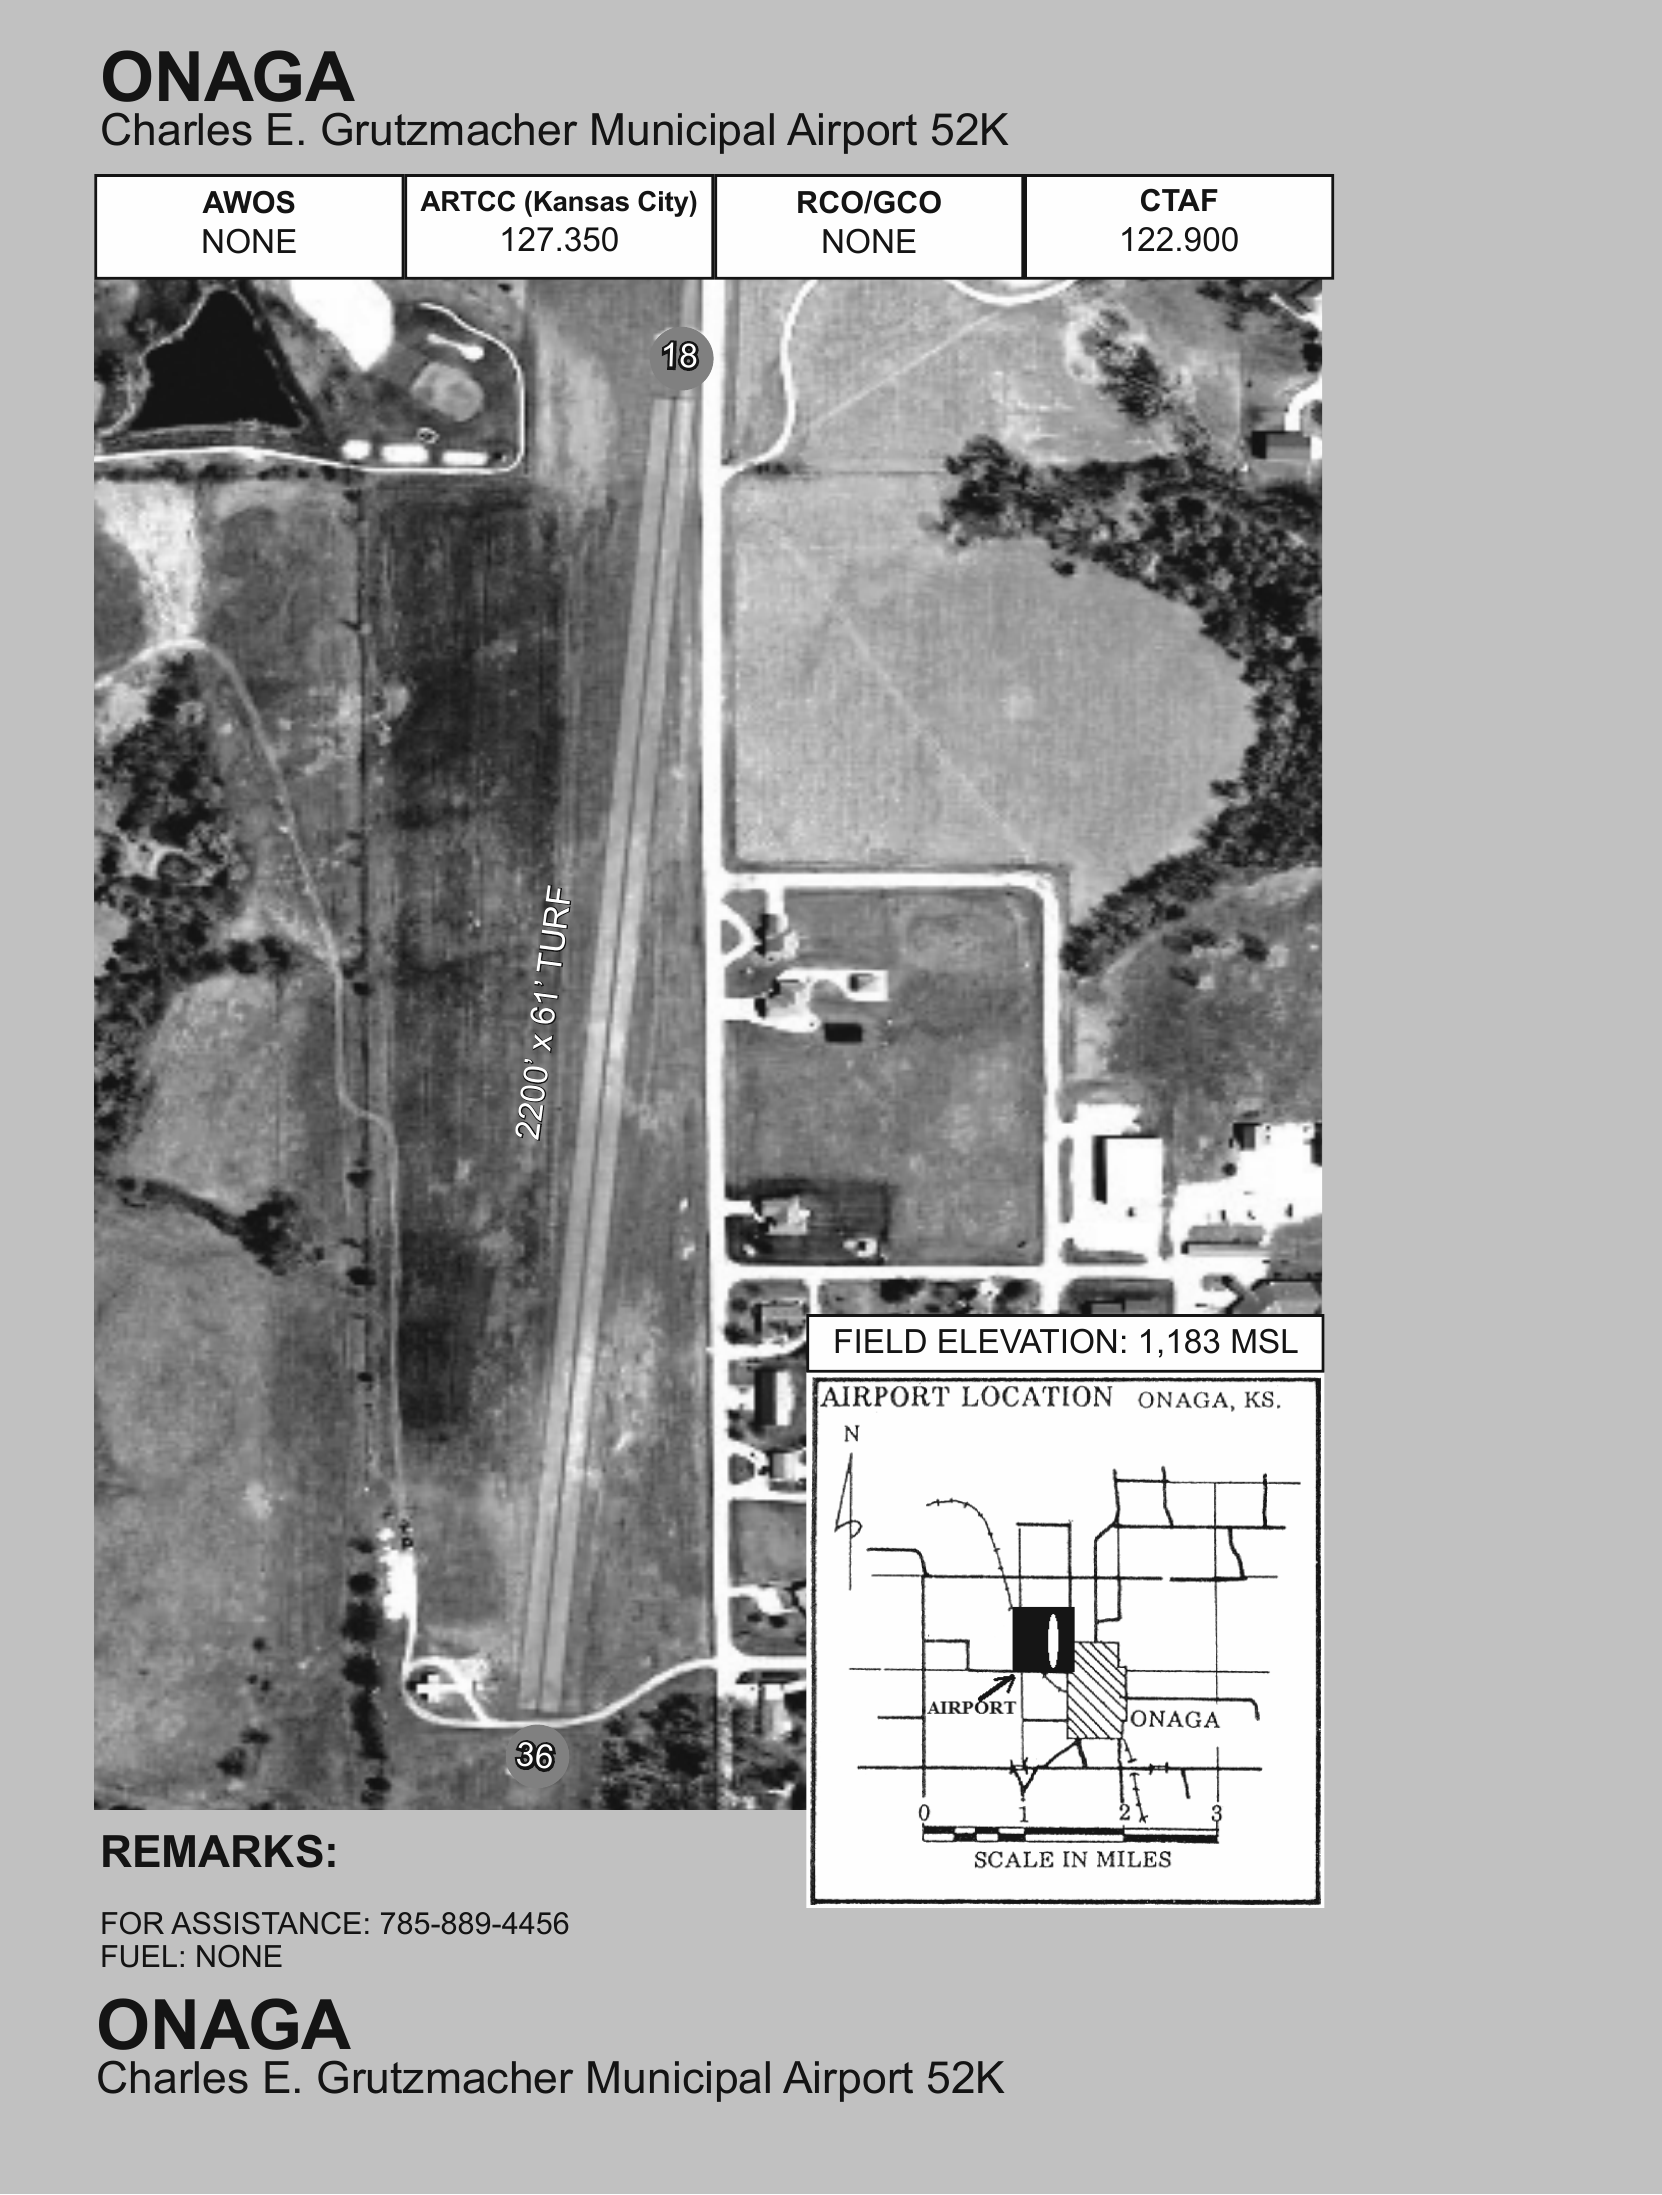 ONAGA
Charles E. Grutzmacher Municipal Airport 52K
AWOS
NONE
ARTCC (Kansas City)
127.350
RCO/GCO
NONE
CTAF
122.900
18
2200’ x 61’ TURF
36
FIELD ELEVATION: 1,183 MSL
AIRPORT LOCATION ONAGA, KS.
N
AIRPORT
ONAGA
0 1 2 3
SCALE IN MILES
REMARKS:
FOR ASSISTANCE: 785-889-4456
FUEL: NONE
ONAGA
Charles E. Grutzmacher Municipal Airport 52K